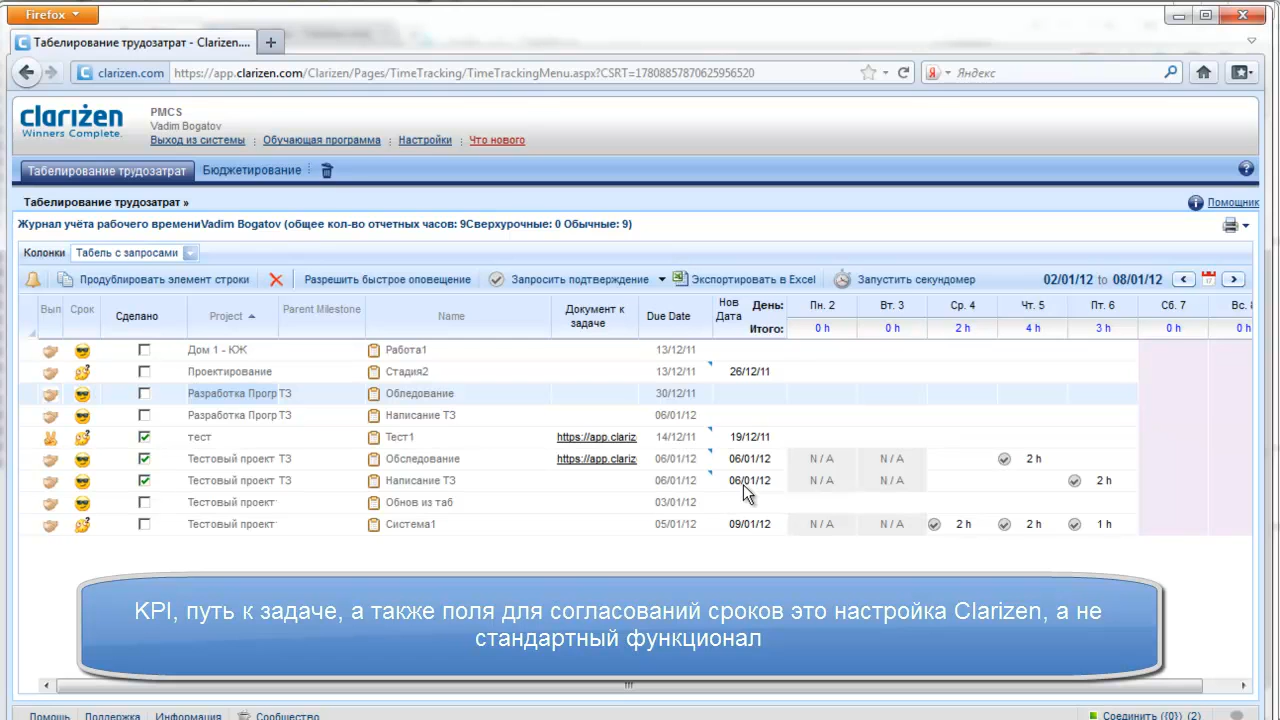 Firefox
Табелирование трудозатрат - Clarizen....
clarizen.com
https://app.clarizen.com/Clarizen/Pages/TimeTracking/TimeTrackingMenu.aspx?CSRT=17808857870625956520
Яндекс
clarizen
Winners Complete.
PMCS
Vadim Bogatov
Выход из системы : Обучающая программа : Настройки : Что нового
Табелирование трудозатрат Бюджетирование
Табелирование трудозатрат »
Помощник
Журнал учёта рабочего времениVadim Bogatov (общее кол-во отчетных часов: 9Сверхурочные: 0 Обычные: 9)
Колонки Табель с запросами
Продублировать элемент строки Разрешить быстрое оповещение Запросить подтверждение Экспортировать в Excel Запустить секундомер 02/01/12 to 08/01/12
Вып Срок Сделано Project Parent Milestone Name Документ к задаче Due Date Нов Дата День: Пн. 2 Вт. 3 Ср. 4 Чт. 5 Пт. 6 Сб. 7 Вс. 8
Итого: 0 h 0 h 2 h 4 h 3 h 0 h 0 h
Дом 1 - КЖ Работа1 13/12/11
Проектирование Стадия2 13/12/11 26/12/11
Разработка Прогр ТЗ Обледование 30/12/11
Разработка Прогр ТЗ Написание ТЗ 06/01/12
тест Тест1 https://app.clariz 14/12/11 19/12/11
Тестовый проект ТЗ Обследование https://app.clariz 06/01/12 06/01/12 N / A N / A 2 h
Тестовый проект ТЗ Написание ТЗ 06/01/12 06/01/12 N / A N / A 2 h
Тестовый проект Обнов из таб 03/01/12
Тестовый проект Система1 05/01/12 09/01/12 N / A N / A 2 h 2 h 1 h
KPI, путь к задаче, а также поля для согласований сроков это настройка Clarizen, а не
стандартный функционал
Помощь Поддержка Информация Сообщество Соединить ({0}) (2)